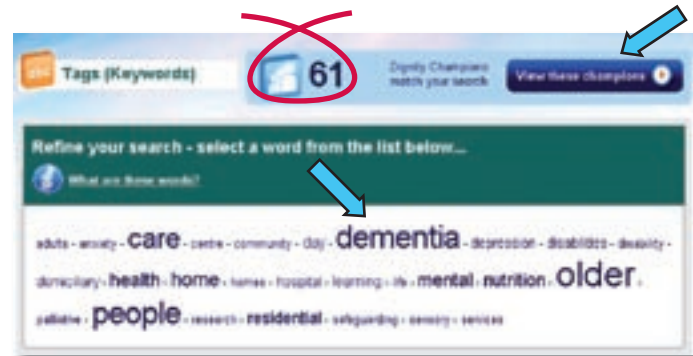 abc Tags (Keywords) 61 Dignity Champions match your search View these champions
Refine your search - select a word from the list below...
What are these words?
adults - anxiety - care - centre - community - day - dementia - depression - disabilities - disability -
domiciliary - health - home - homes - hospital - learning - life - mental - nutrition - older -
palliative - people - research - residential - safeguarding - sensory - services